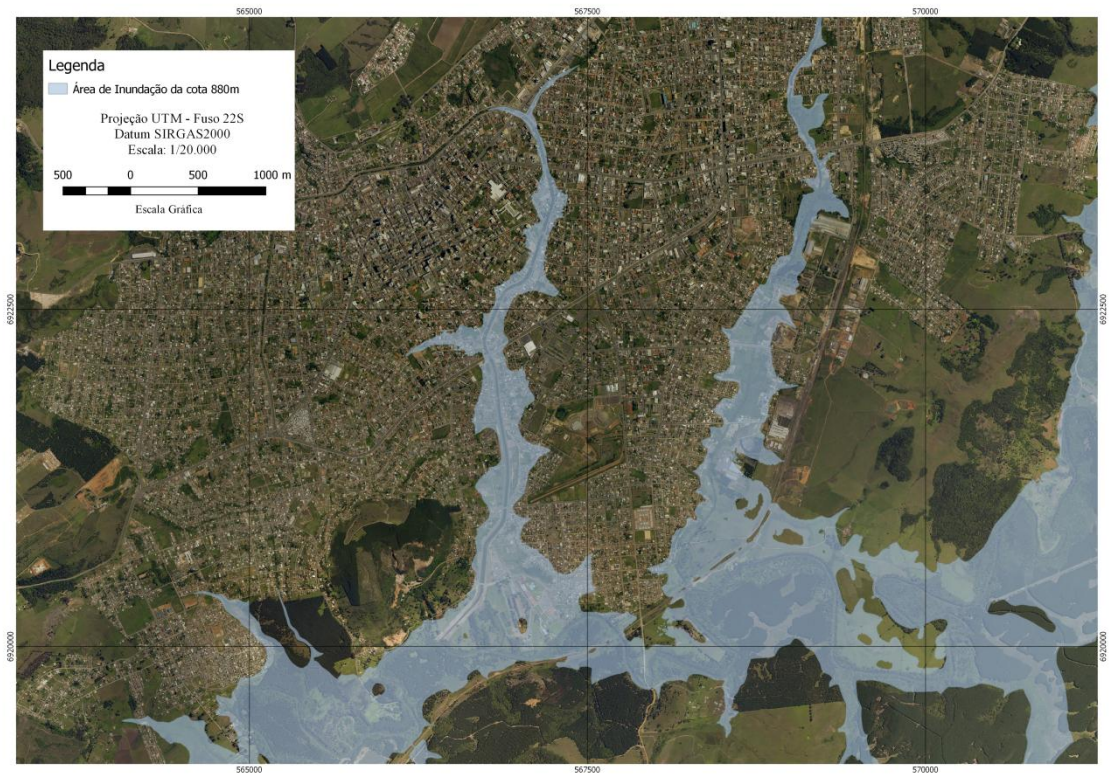 565000
567500
570000
Legenda
Área de Inundação da cota 880m
Projeção UTM - Fuso 22S
Datum SIRGAS2000
Escala: 1/20.000
500
0
500
1000 m
Escala Gráfica
6922500
6922500
6920000
6920000
565000
567500
570000